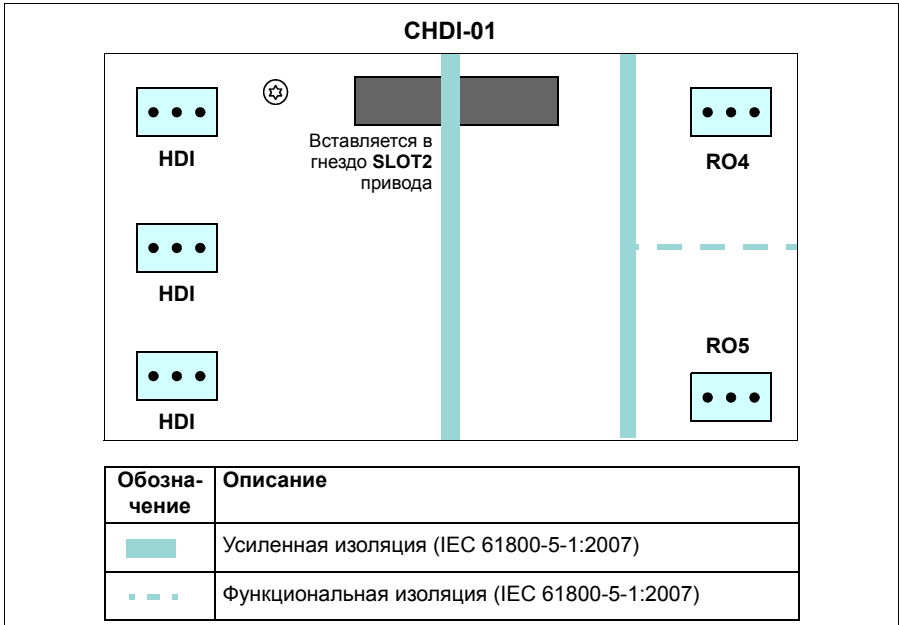 CHDI-01
HDI
Вставляется в
гнездо SLOT2
привода
RO4
HDI
RO5
HDI
Обозна-
чение
Описание
Усиленная изоляция (IEC 61800-5-1:2007)
Функциональная изоляция (IEC 61800-5-1:2007)